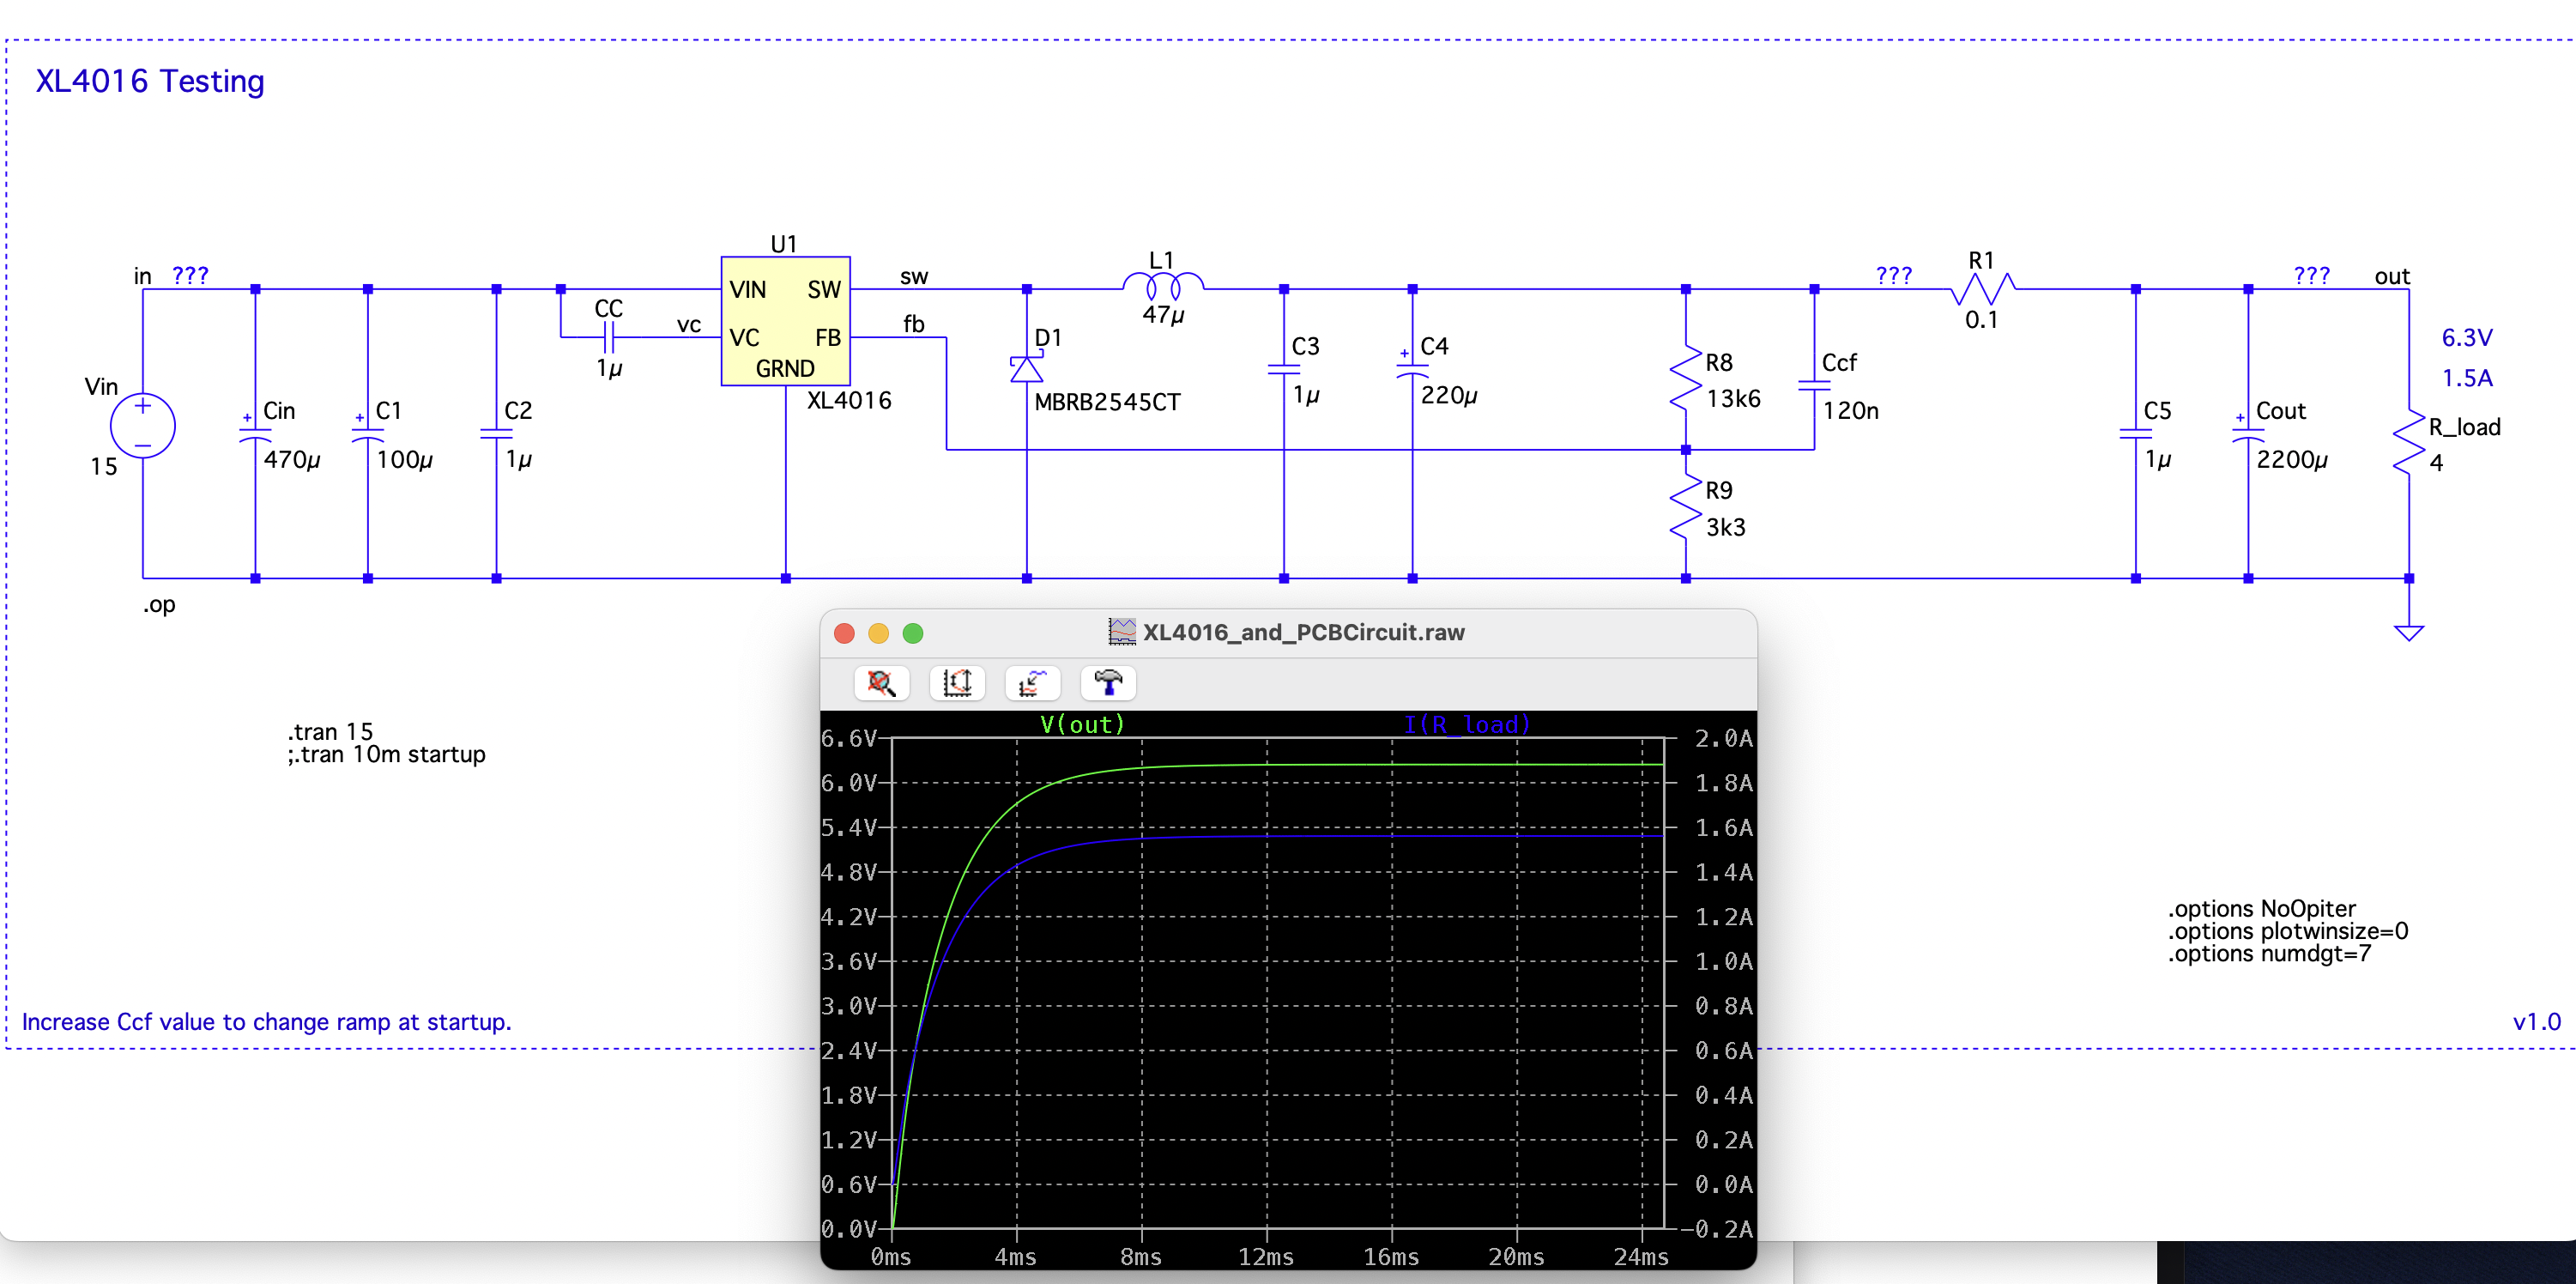 XL4016 Testing
in
???
Vin
15
Cin
470µ
C1
100µ
C2
1µ
CC
1µ
vc
U1
VIN
SW
VC
FB
GRND
XL4016
sw
fb
D1
MBRB2545CT
L1
47µ
C3
1µ
C4
220µ
R8
13k6
Ccf
120n
R9
3k3
???
R1
0.1
C5
1µ
Cout
2200µ
???
out
6.3V
1.5A
R_load
4
.op
.tran 15
;.tran 10m startup
XL4016_and_PCBCircuit.raw
V(out)
I(R_load)
6.6V
6.0V
5.4V
4.8V
4.2V
3.6V
3.0V
2.4V
1.8V
1.2V
0.6V
0.0V
2.0A
1.8A
1.6A
1.4A
1.2A
1.0A
0.8A
0.6A
0.4A
0.2A
0.0A
-0.2A
0ms
4ms
8ms
12ms
16ms
20ms
24ms
.options NoOpiter
.options plotwinsize=0
.options numdgt=7
Increase Ccf value to change ramp at startup.
v1.0